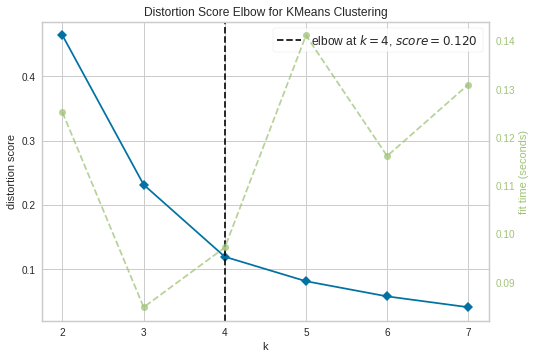 Distortion Score Elbow for KMeans Clustering
elbow at k = 4, score = 0.120
distortion score
0.4
0.3
0.2
0.1
2 3 4 5 6 7
k
0.14
0.13
0.12
0.11
0.10
0.09
fit time (seconds)